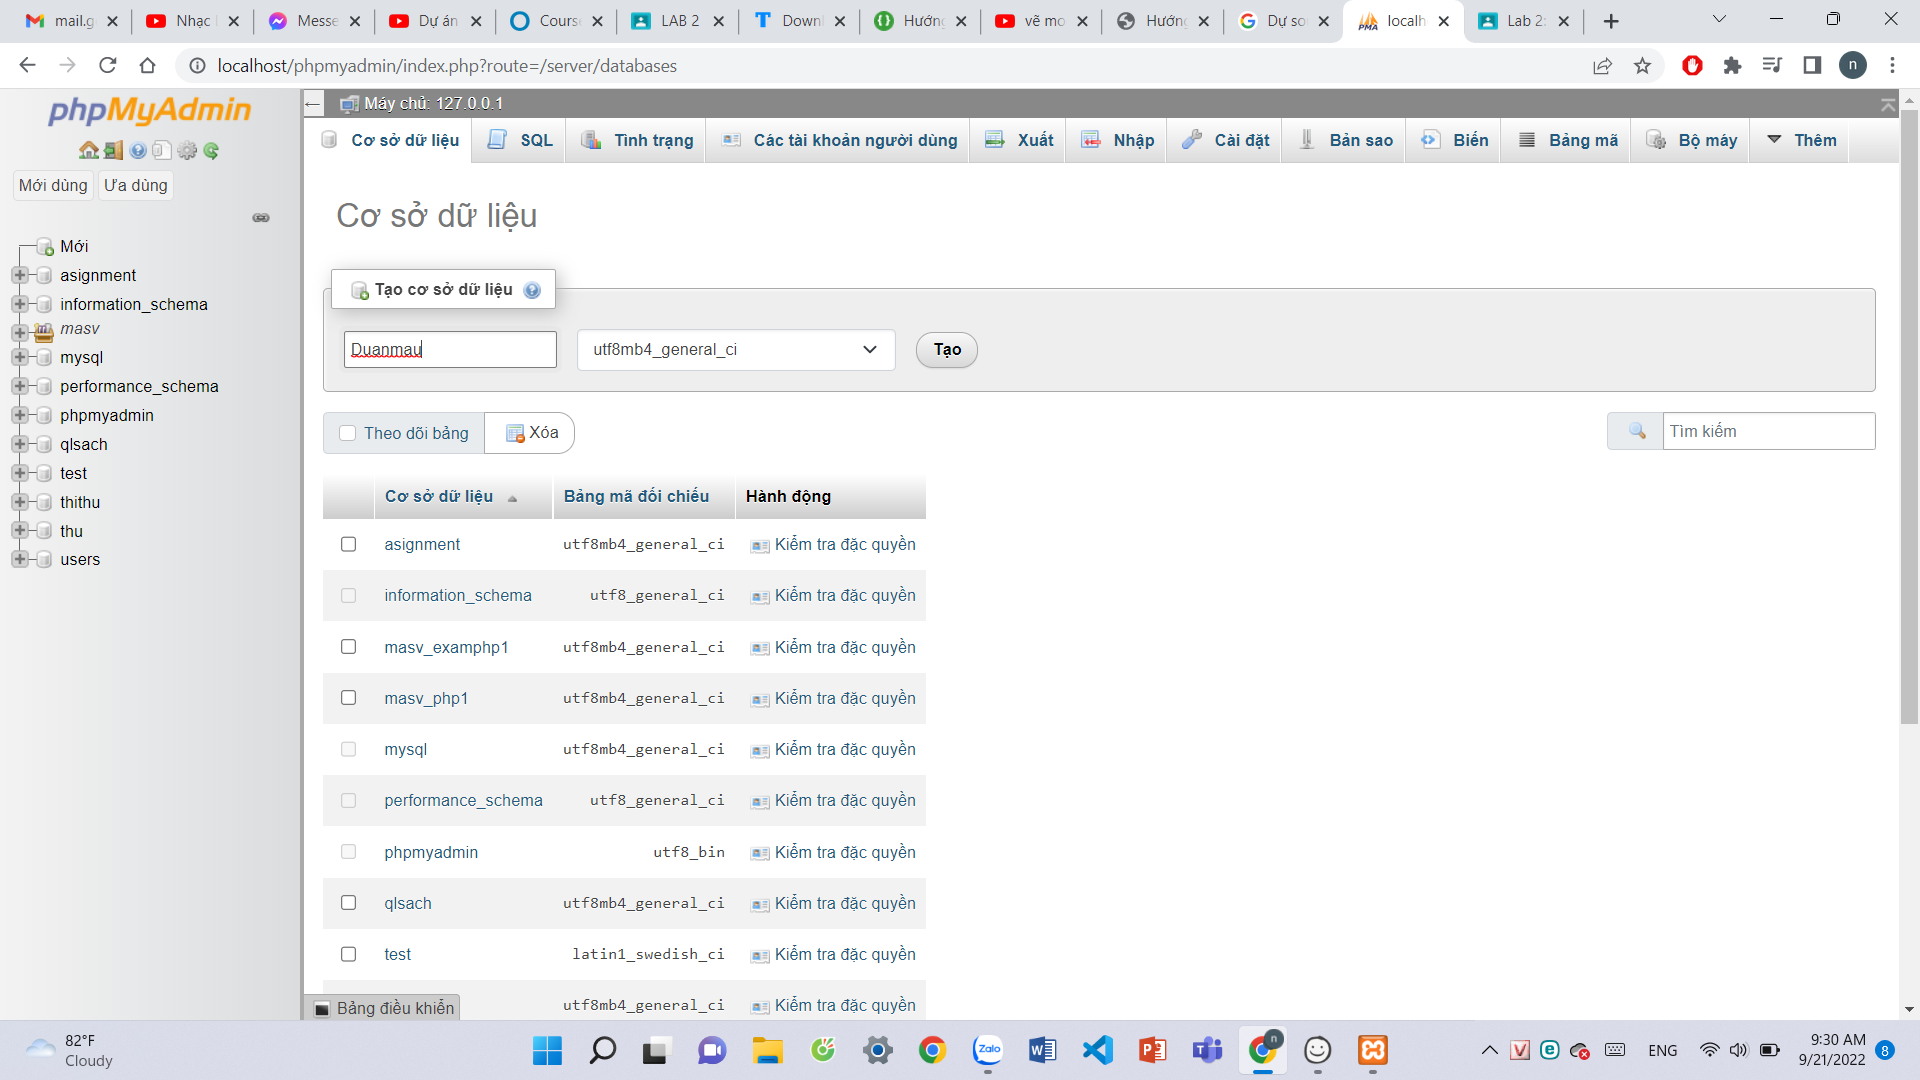 mail.g
Nhạc
Messe
Dự án
Cours
LAB 2
Downl
Hướng
vẽ mo
Hướng
Dự so
localh
Lab 2:
localhost/phpmyadmin/index.php?route=/server/databases
n
phpMyAdmin
Mới dùng
Ưa dùng
Mới
asignment
information_schema
masv
mysql
performance_schema
phpmyadmin
qlsach
test
thithu
thu
users
Máy chủ: 127.0.0.1
Cơ sở dữ liệu
SQL
Tình trạng
Các tài khoản người dùng
Xuất
Nhập
Cài đặt
Bản sao
Biến
Bảng mã
Bộ máy
Thêm
Cơ sở dữ liệu
Tạo cơ sở dữ liệu
Duanmau
utf8mb4_general_ci
Tạo
Theo dõi bảng
Xóa
Tìm kiếm
Cơ sở dữ liệu Bảng mã đối chiếu Hành động
asignment utf8mb4_general_ci Kiểm tra đặc quyền
information_schema utf8_general_ci Kiểm tra đặc quyền
masv_examphp1 utf8mb4_general_ci Kiểm tra đặc quyền
masv_php1 utf8mb4_general_ci Kiểm tra đặc quyền
mysql utf8mb4_general_ci Kiểm tra đặc quyền
performance_schema utf8_general_ci Kiểm tra đặc quyền
phpmyadmin utf8_bin Kiểm tra đặc quyền
qlsach utf8mb4_general_ci Kiểm tra đặc quyền
test latin1_swedish_ci Kiểm tra đặc quyền
utf8mb4_general_ci Kiểm tra đặc quyền
Bảng điều khiển
82°F
Cloudy
Zalo
n
ENG
9:30 AM
9/21/2022
8